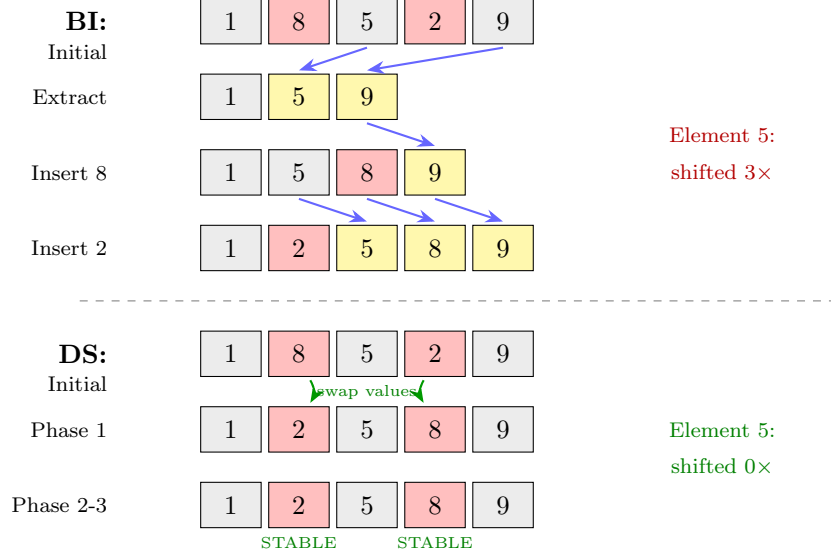 BI: 1 8 5 2 9
Initial
Extract 1 5 9
Element 5:
shifted 3×
Insert 8 1 5 8 9
Insert 2 1 2 5 8 9
DS: 1 8 5 2 9
Initial
swap values
Phase 1 1 2 5 8 9
Element 5:
shifted 0×
Phase 2-3 1 2 5 8 9
STABLE STABLE